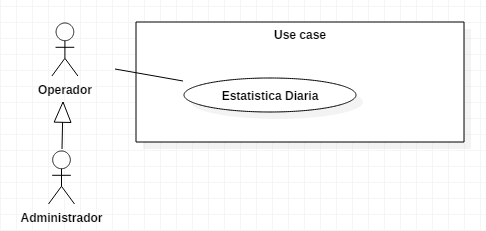 Use case
Operador
Estatistica Diaria
Administrador